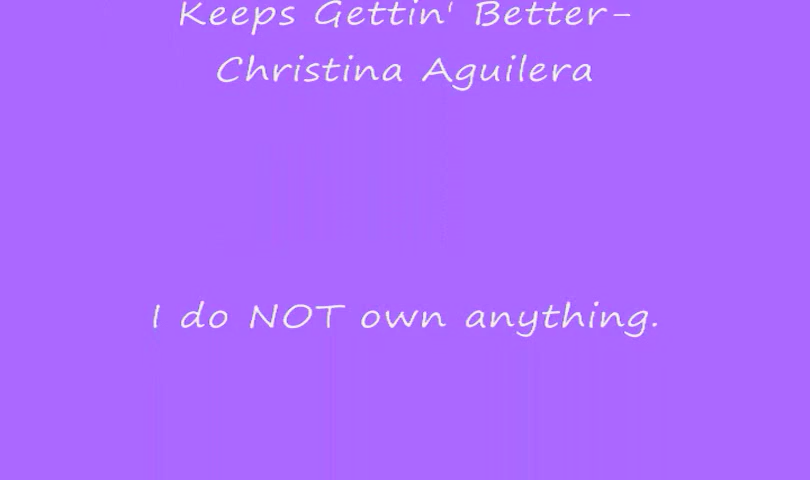 Keeps Gettin' Better-
Christina Aguilera
I do NOT own anything.